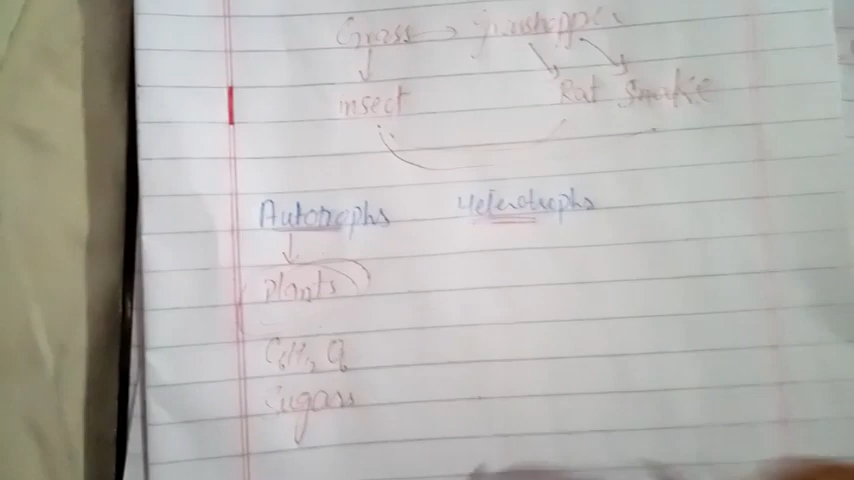 Grass → Grasshopper
↓
insect Rat Snake
Autotrophs Heterotrophs
↓
Plants
C6H12O6
Sugars